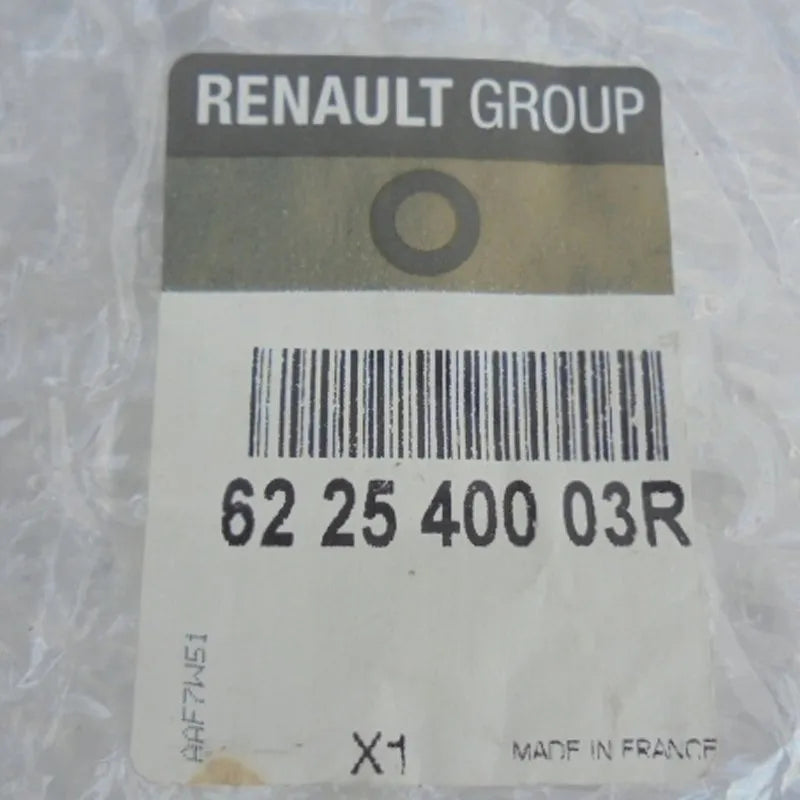 RENAULT GROUP
62 25 400 03R
AAF7W51
X1
MADE IN FRANCE